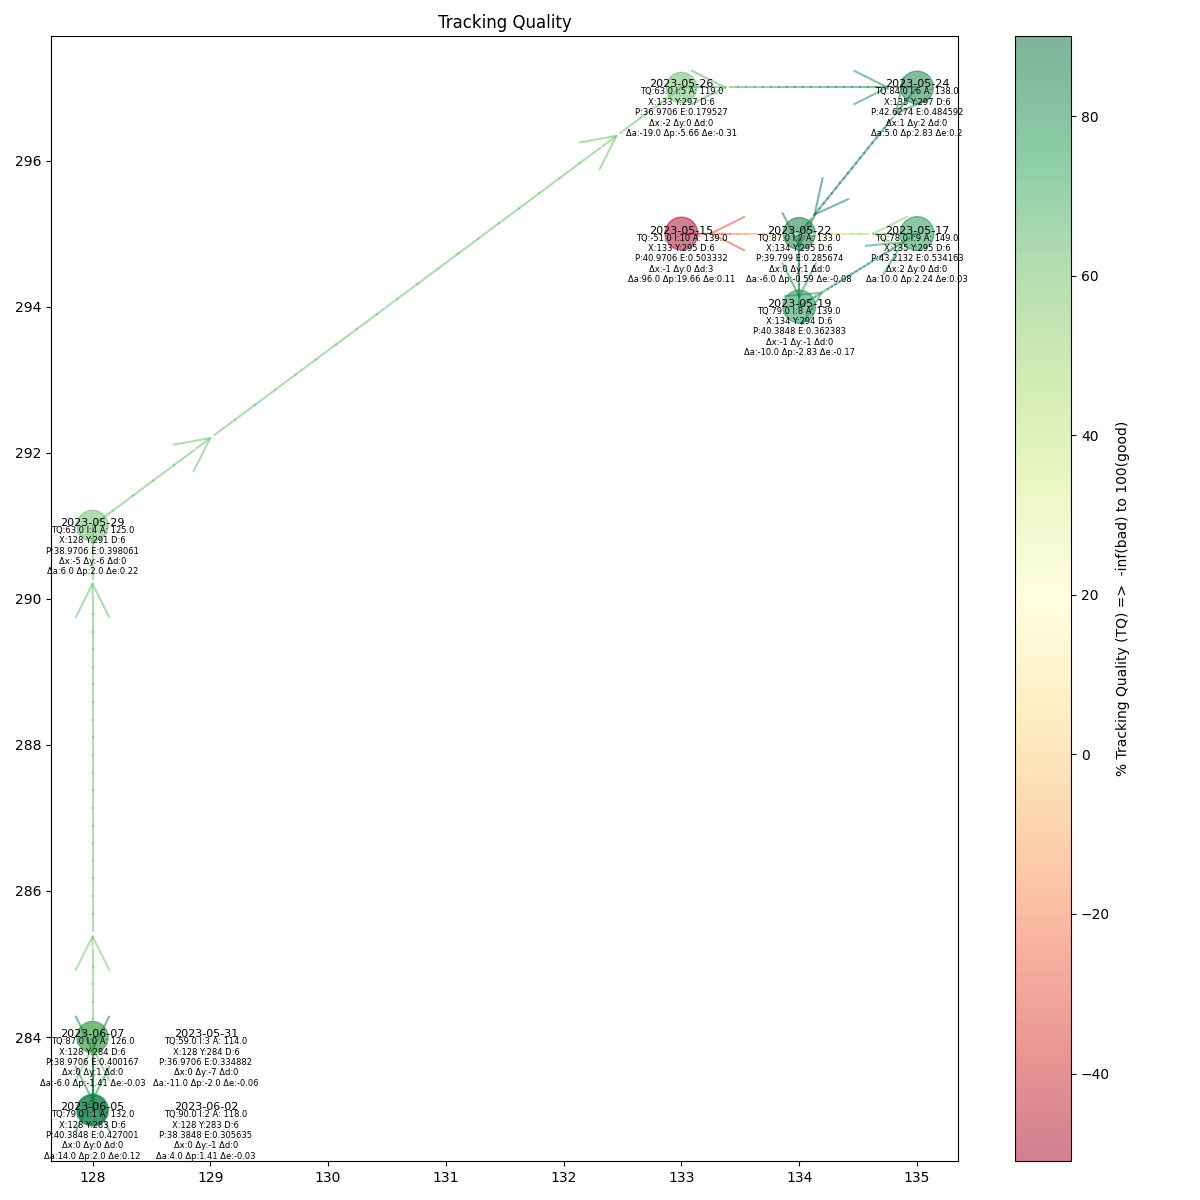 Tracking Quality
2023-05-26
TQ:63.0 I:5 A: 119.0
X:133 Y:297 D:6
P:36.9706 E:0.179527
Δx:-2 Δy:0 Δd:0
Δa:-19.0 Δp:-5.66 Δe:-0.31
2023-05-24
TQ:84.0 I:6 A: 138.0
X:135 Y:297 D:6
P:42.6274 E:0.484592
Δx:1 Δy:2 Δd:0
Δa:5.0 Δp:2.83 Δe:0.2
2023-05-15
TQ:-51.0 I:10 A: 139.0
X:133 Y:295 D:6
P:40.9706 E:0.503332
Δx:-1 Δy:0 Δd:3
Δa:96.0 Δp:19.66 Δe:0.11
2023-05-22
TQ:87.0 I:7 A: 133.0
X:134 Y:295 D:6
P:39.799 E:0.285674
Δx:0 Δy:1 Δd:0
Δa:-6.0 Δp:-0.59 Δe:-0.08
2023-05-17
TQ:78.0 I:9 A: 149.0
X:135 Y:295 D:6
P:43.2132 E:0.534163
Δx:2 Δy:0 Δd:0
Δa:10.0 Δp:2.24 Δe:0.03
2023-05-19
TQ:79.0 I:8 A: 139.0
X:134 Y:294 D:6
P:40.3848 E:0.362383
Δx:-1 Δy:-1 Δd:0
Δa:-10.0 Δp:-2.83 Δe:-0.17
2023-05-29
TQ:63.0 I:4 A: 125.0
X:128 Y:291 D:6
P:38.9706 E:0.398061
Δx:-5 Δy:-6 Δd:0
Δa:6.0 Δp:2.0 Δe:0.22
2023-06-07
TQ:87.0 I:0 A: 126.0
X:128 Y:284 D:6
P:38.9706 E:0.400167
Δx:0 Δy:1 Δd:0
Δa:-6.0 Δp:-1.41 Δe:-0.03
2023-05-31
TQ:59.0 I:3 A: 114.0
X:128 Y:284 D:6
P:36.9706 E:0.334882
Δx:0 Δy:-7 Δd:0
Δa:-11.0 Δp:-2.0 Δe:-0.06
2023-06-05
TQ:79.0 I:1 A: 132.0
X:128 Y:283 D:6
P:40.3848 E:0.427001
Δx:0 Δy:0 Δd:0
Δa:14.0 Δp:2.0 Δe:0.12
2023-06-02
TQ:90.0 I:2 A: 118.0
X:128 Y:283 D:6
P:38.3848 E:0.305635
Δx:0 Δy:-1 Δd:0
Δa:4.0 Δp:1.41 Δe:-0.03
296
294
292
290
288
286
284
128
129
130
131
132
133
134
135
80
60
40
20
0
−20
−40
% Tracking Quality (TQ) => -inf(bad) to 100(good)